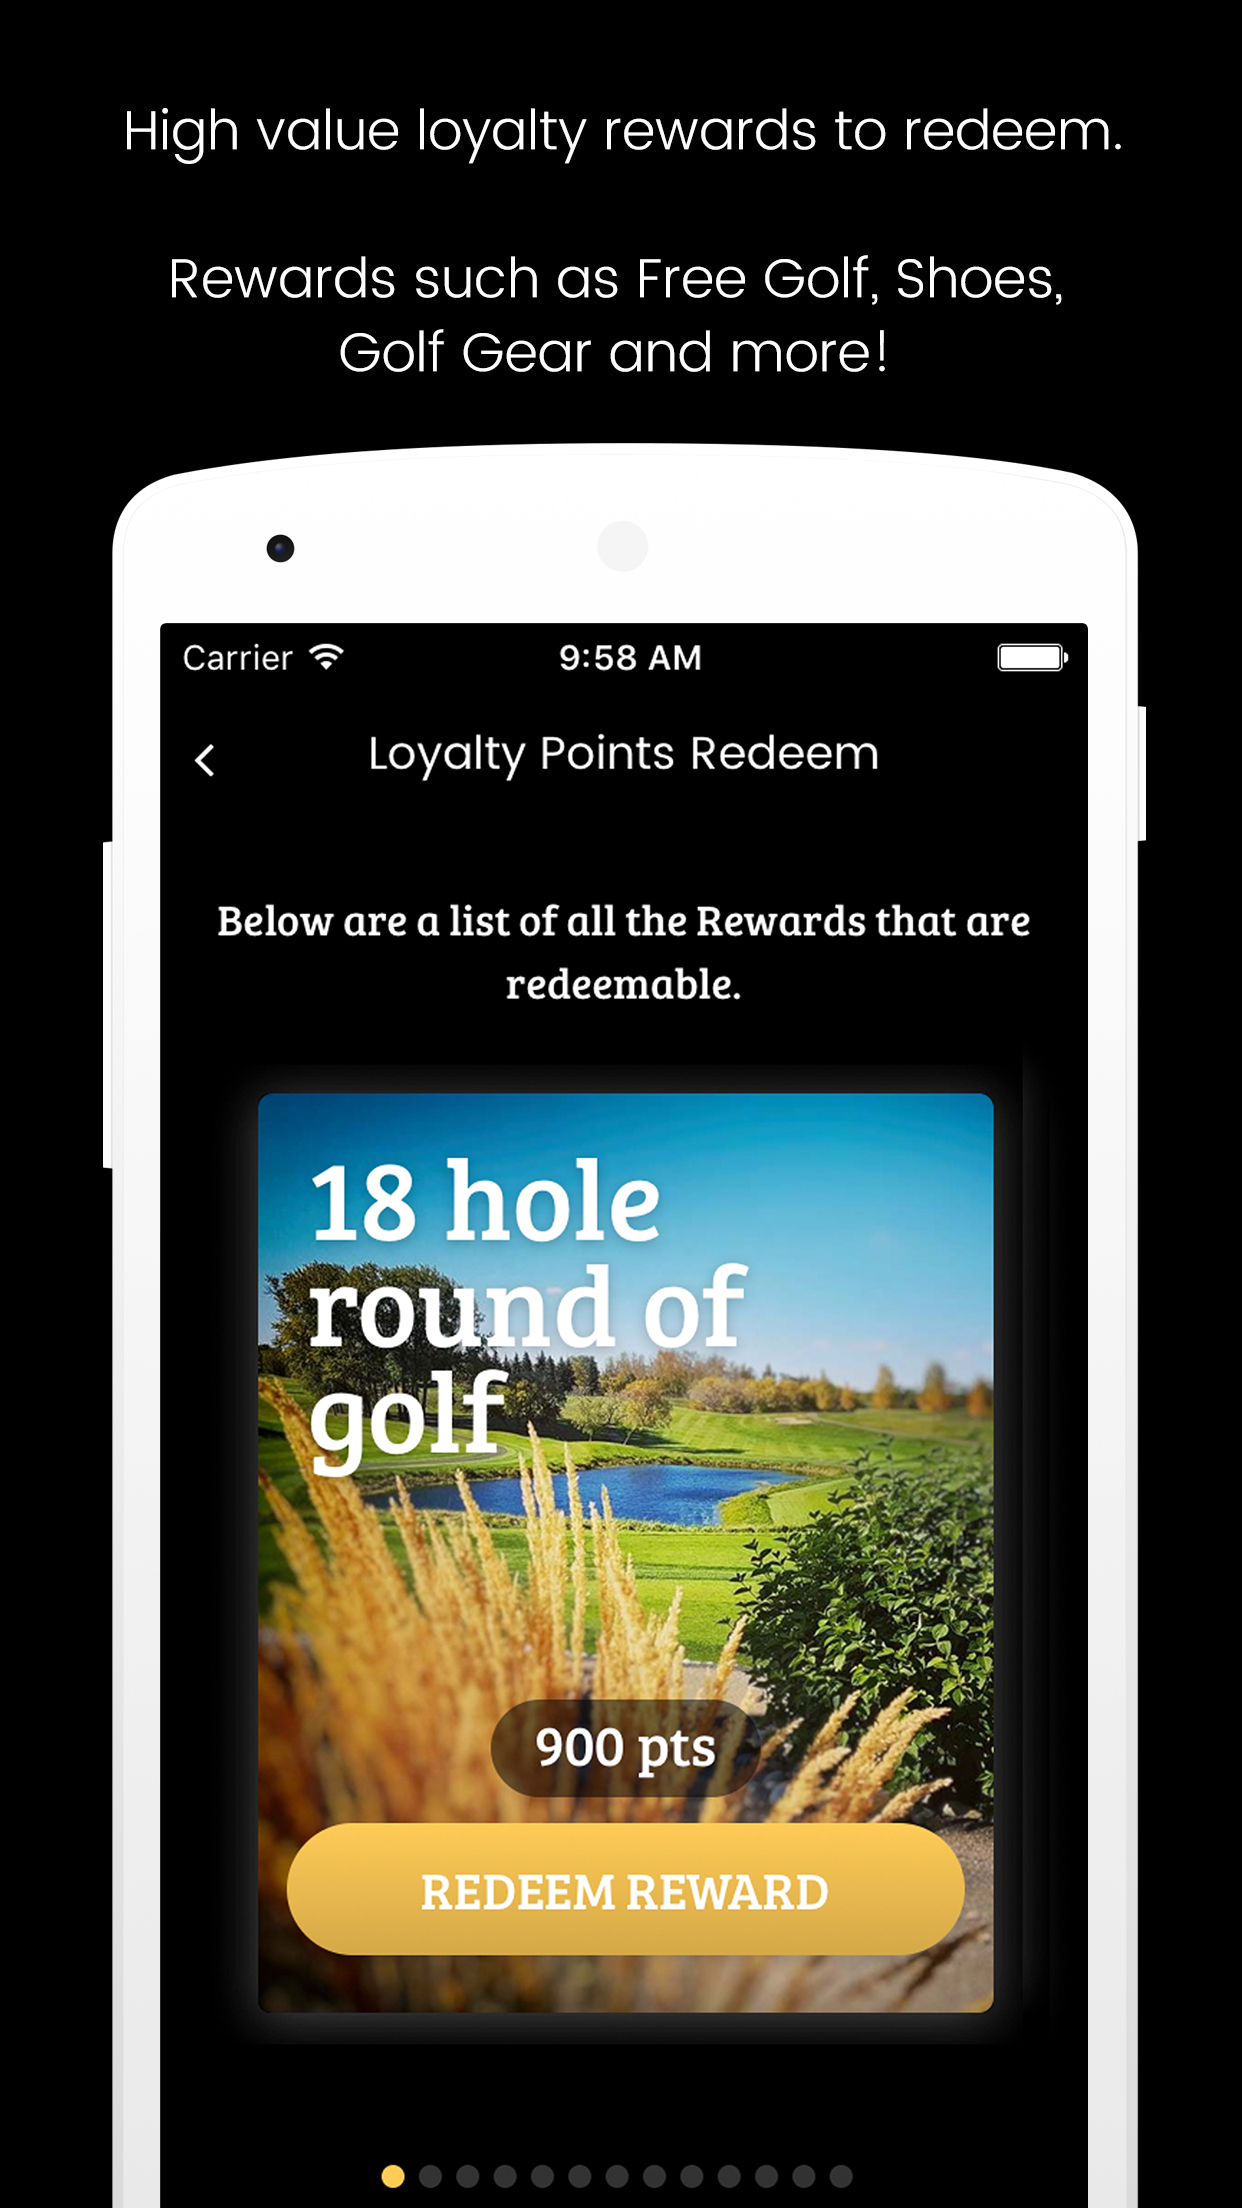 High value loyalty rewards to redeem.
Rewards such as Free Golf, Shoes,
Golf Gear and more!
Carrier 9:58 AM
Loyalty Points Redeem
Below are a list of all the Rewards that are
redeemable.
18 hole
round of
golf
900 pts
REDEEM REWARD